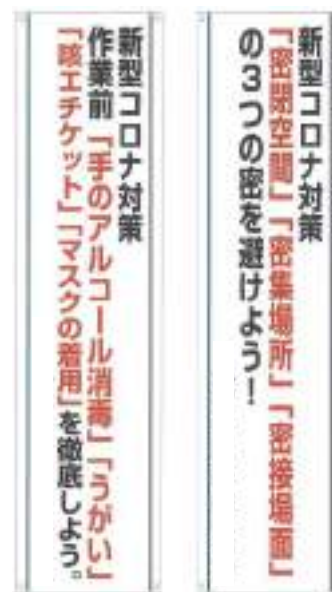 新型コロナ対策
「密閉空間」「密集場所」「密接場面」
の3つの密を避けよう!
新型コロナ対策
作業前「手のアルコール消毒」「うがい」
「咳エチケット」「マスクの着用」を徹底しよう。